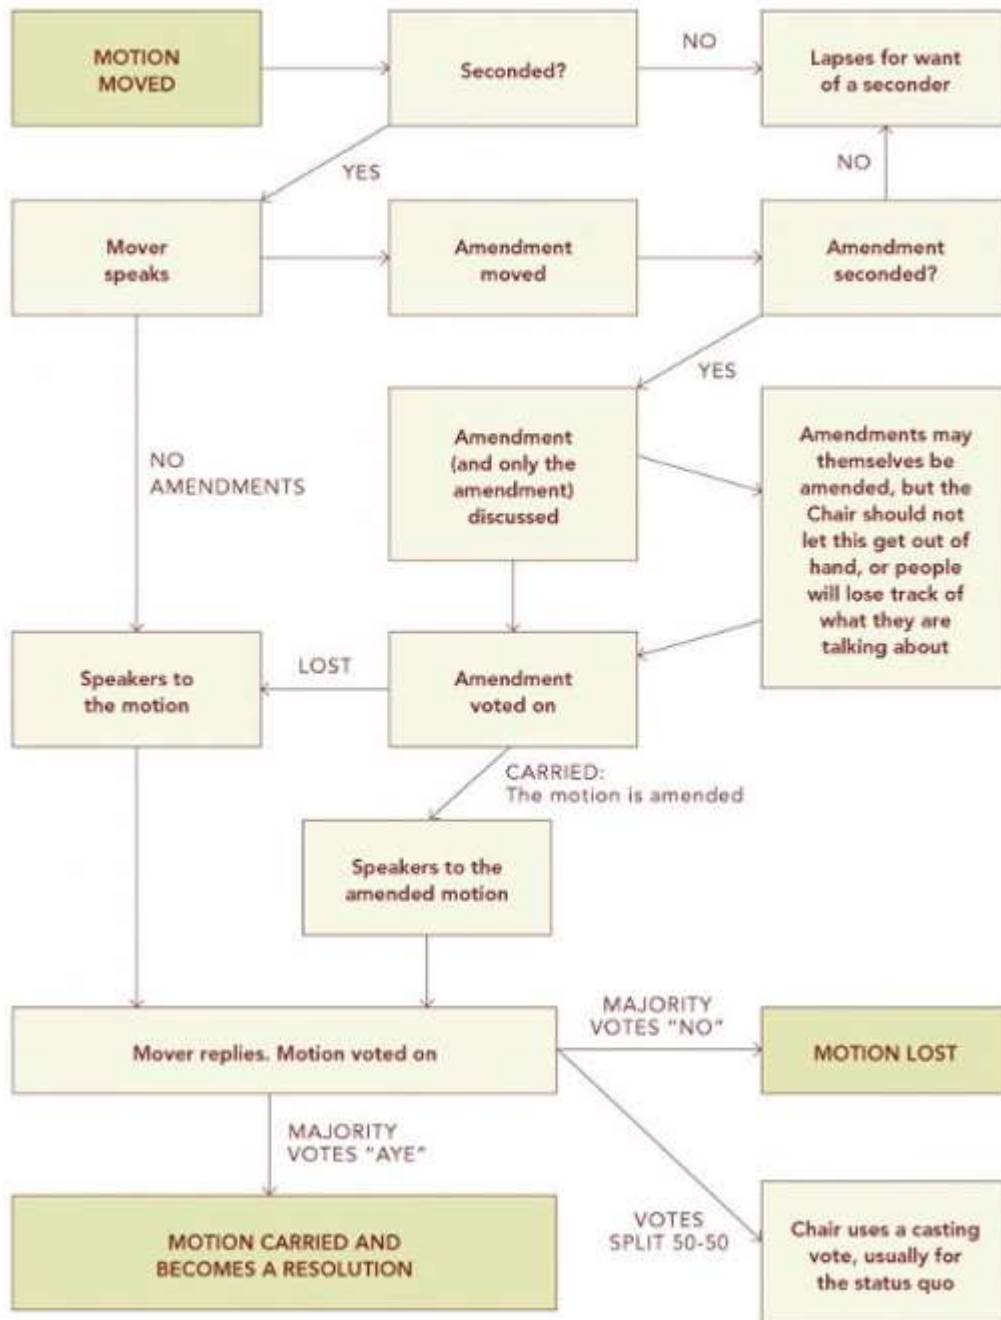 MOTION
MOVED
Seconded?
NO
Lapses for want
of a seconder
YES
NO
Mover
speaks
Amendment
moved
Amendment
seconded?
YES
NO
AMENDMENTS
Amendment
(and only the
amendment)
discussed
Amendments may
themselves be
amended, but the
Chair should not
let this get out of
hand, or people
will lose track of
what they are
talking about
Speakers to
the motion
LOST
Amendment
voted on
CARRIED:
The motion is amended
Speakers to the
amended motion
Mover replies. Motion voted on
MAJORITY
VOTES "NO"
MOTION LOST
MAJORITY
VOTES "AYE"
MOTION CARRIED AND
BECOMES A RESOLUTION
VOTES
SPLIT 50-50
Chair uses a casting
vote, usually for
the status quo